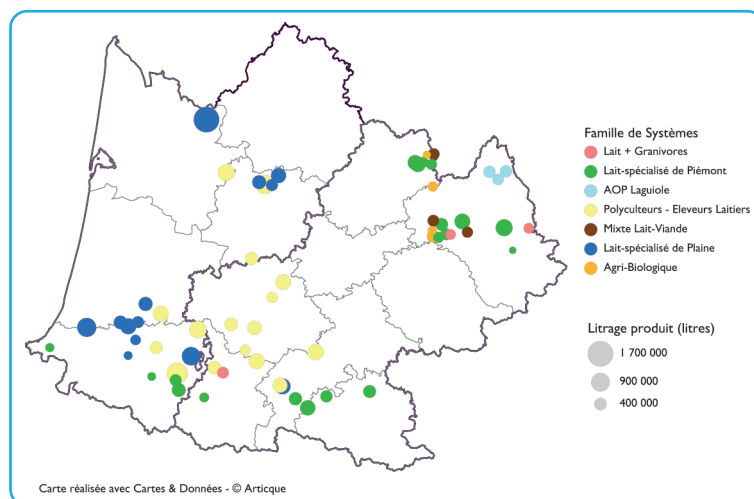 Famille de Systèmes
Lait + Granivores
Lait-spécialisé de Piémont
AOP Laguiole
Polyculteurs - Eleveurs Laitiers
Mixte Lait-Viande
Lait-spécialisé de Plaine
Agri-Biologique
Litrage produit (litres)
1 700 000
900 000
400 000
Carte réalisée avec Cartes & Données - © Articque